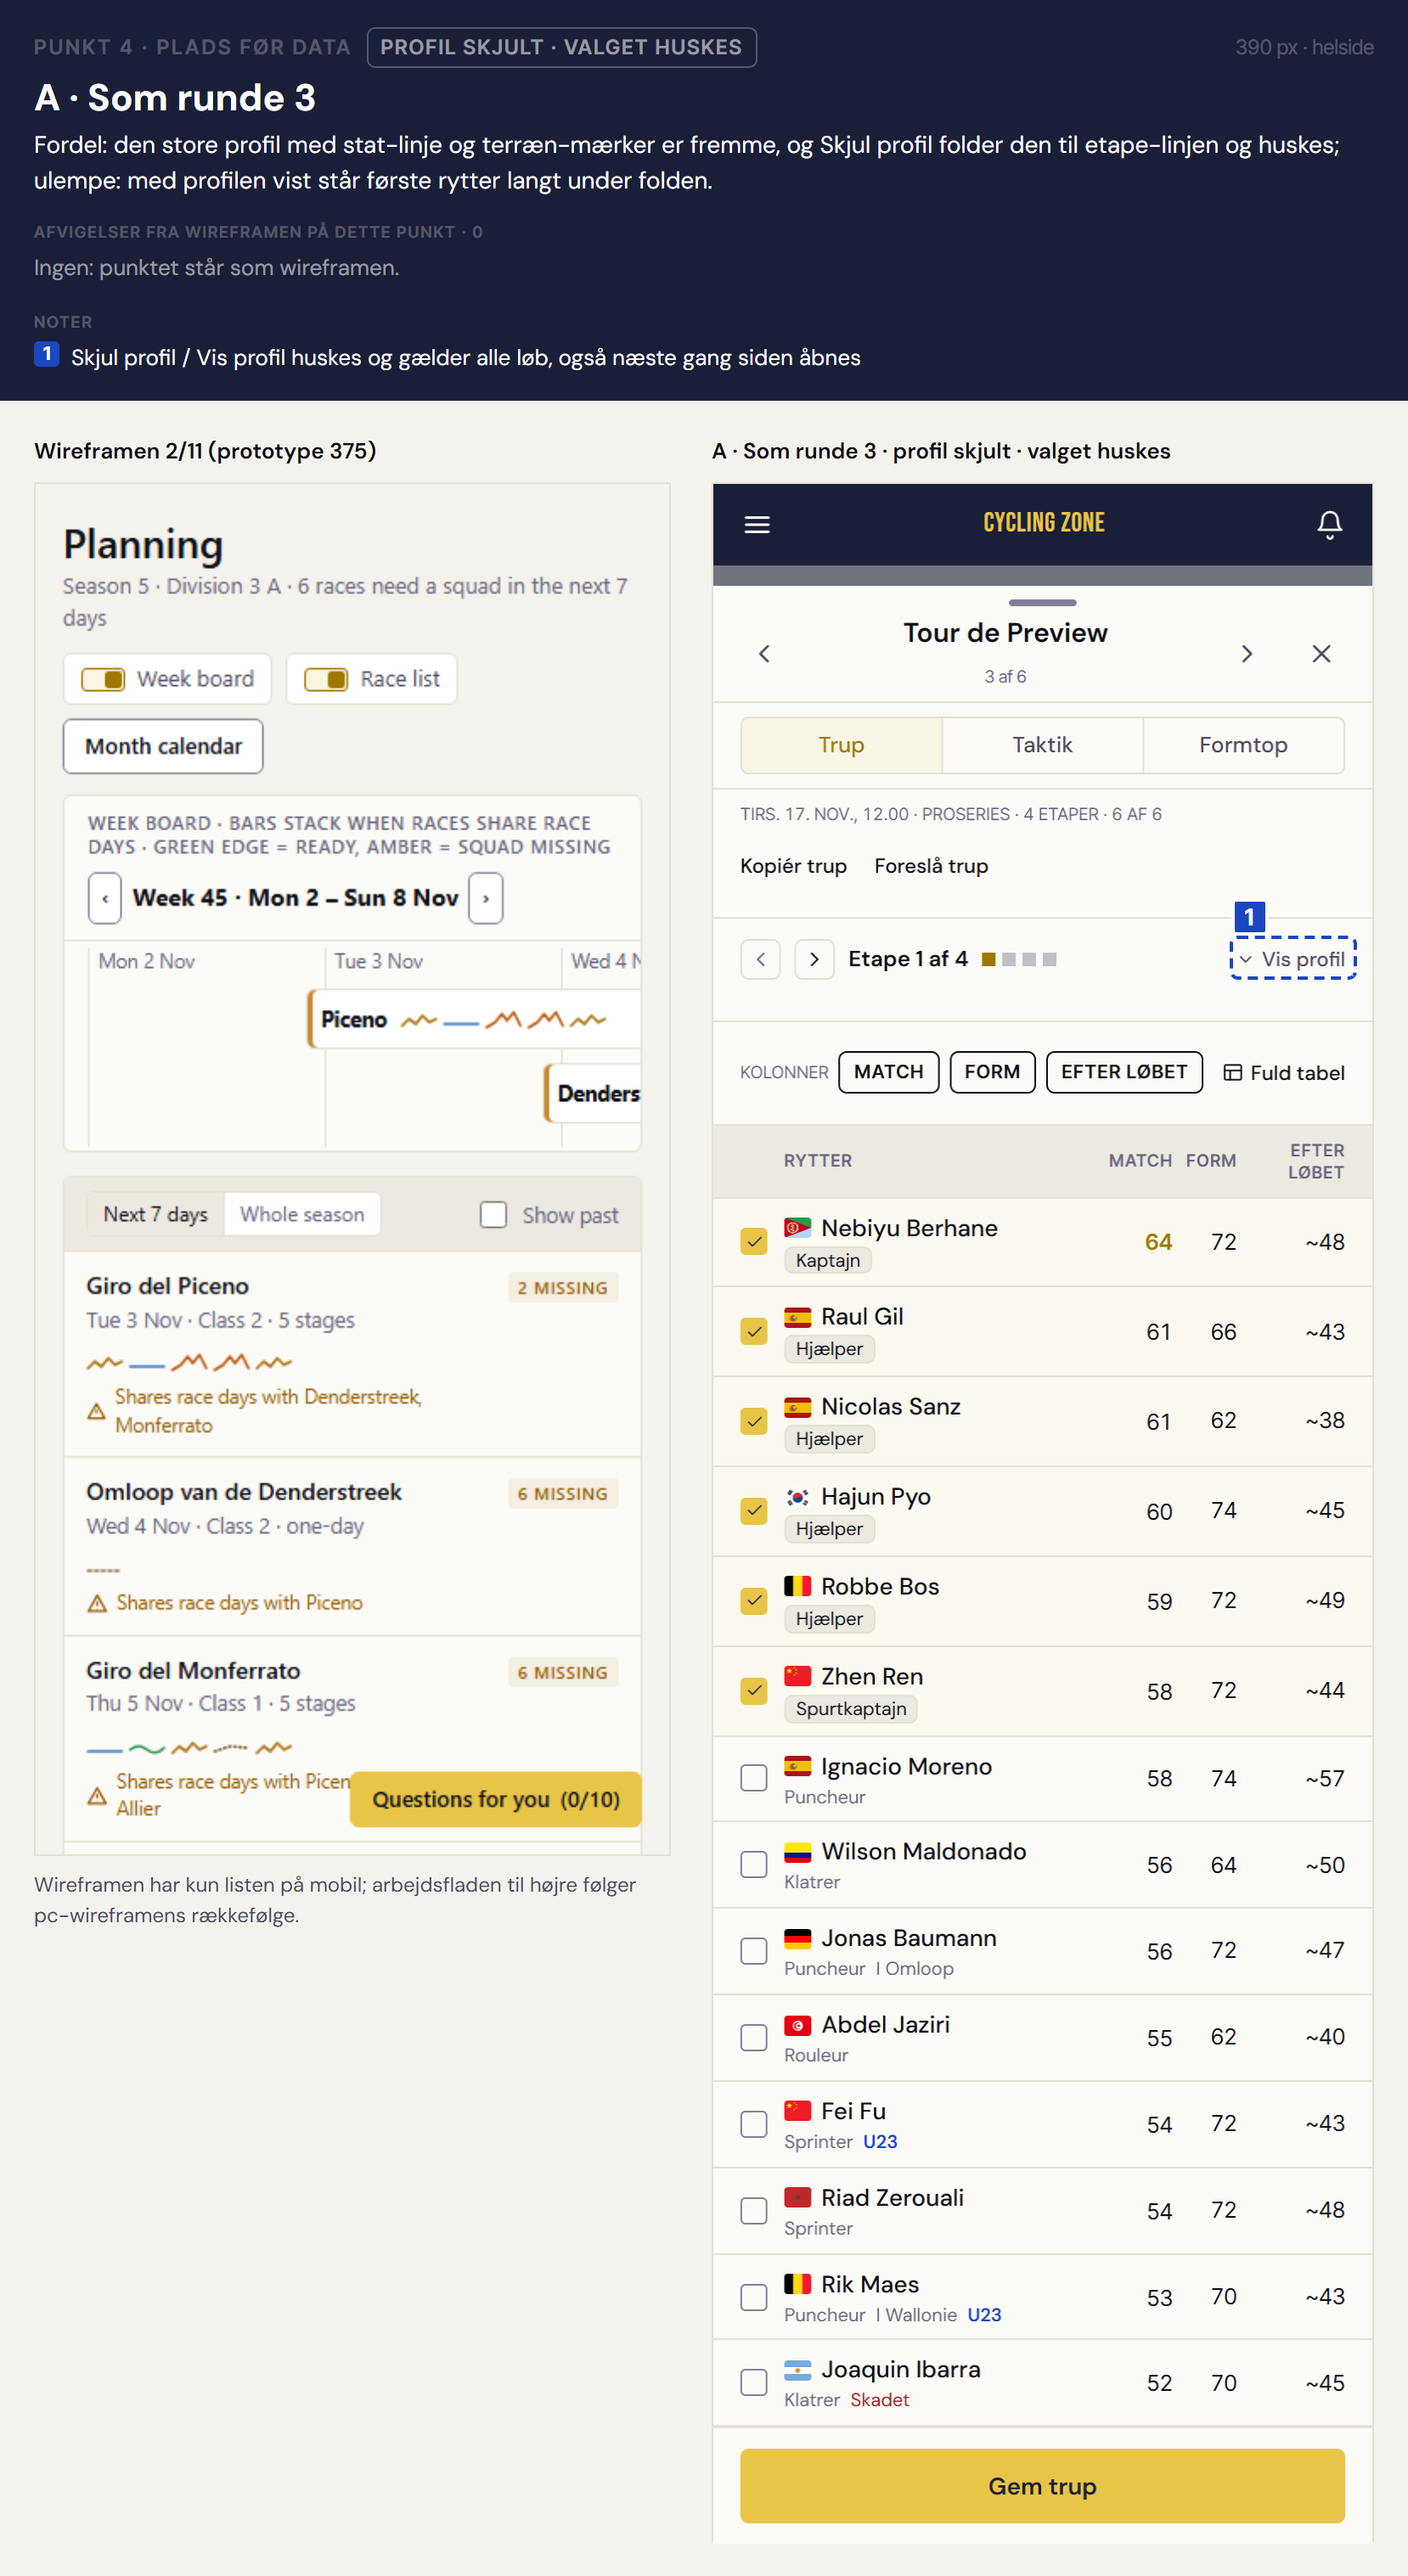 PUNKT 4 · PLADS FØR DATA
PROFIL SKJULT · VALGET HUSKES
390 px · helside
A · Som runde 3
Fordel: den store profil med stat-linje og terræn-mærker er fremme, og Skjul profil folder den til etape-linjen og huskes;
ulempe: med profilen vist står første rytter langt under folden.
AFVIGELSER FRA WIREFRAMEN PÅ DETTE PUNKT · 0
Ingen: punktet står som wireframen.
NOTER
1 Skjul profil / Vis profil huskes og gælder alle løb, også næste gang siden åbnes
Wireframen 2/11 (prototype 375)
Planning
Season 5 · Division 3 A · 6 races need a squad in the next 7
days
Week board
Race list
Month calendar
WEEK BOARD · BARS STACK WHEN RACES SHARE RACE
DAYS · GREEN EDGE = READY, AMBER = SQUAD MISSING
‹ Week 45 · Mon 2 – Sun 8 Nov ›
Mon 2 Nov
Tue 3 Nov
Wed 4 N
Piceno
Denders
Next 7 days
Whole season
Show past
Giro del Piceno
2 MISSING
Tue 3 Nov · Class 2 · 5 stages
Shares race days with Denderstreek,
Monferrato
Omloop van de Denderstreek
6 MISSING
Wed 4 Nov · Class 2 · one-day
Shares race days with Piceno
Giro del Monferrato
6 MISSING
Thu 5 Nov · Class 1 · 5 stages
Shares race days with Picen
Allier
Questions for you (0/10)
Wireframen har kun listen på mobil; arbejdsfladen til højre følger
pc-wireframens rækkefølge.
A · Som runde 3 · profil skjult · valget huskes
CYCLING ZONE
Tour de Preview
3 af 6
Trup
Taktik
Formtop
TIRS. 17. NOV., 12.00 · PROSERIES · 4 ETAPER · 6 AF 6
Kopiér trup
Foreslå trup
1
Etape 1 af 4
Vis profil
KOLONNER
MATCH
FORM
EFTER LØBET
Fuld tabel
RYTTER MATCH FORM EFTER
LØBET
Nebiyu Berhane 64 72 ~48
Kaptajn
Raul Gil 61 66 ~43
Hjælper
Nicolas Sanz 61 62 ~38
Hjælper
Hajun Pyo 60 74 ~45
Hjælper
Robbe Bos 59 72 ~49
Hjælper
Zhen Ren 58 72 ~44
Spurtkaptajn
Ignacio Moreno 58 74 ~57
Puncheur
Wilson Maldonado 56 64 ~50
Klatrer
Jonas Baumann 56 72 ~47
Puncheur I Omloop
Abdel Jaziri 55 62 ~40
Rouleur
Fei Fu 54 72 ~43
Sprinter U23
Riad Zerouali 54 72 ~48
Sprinter
Rik Maes 53 70 ~43
Puncheur I Wallonie U23
Joaquin Ibarra 52 70 ~45
Klatrer Skadet
Gem trup